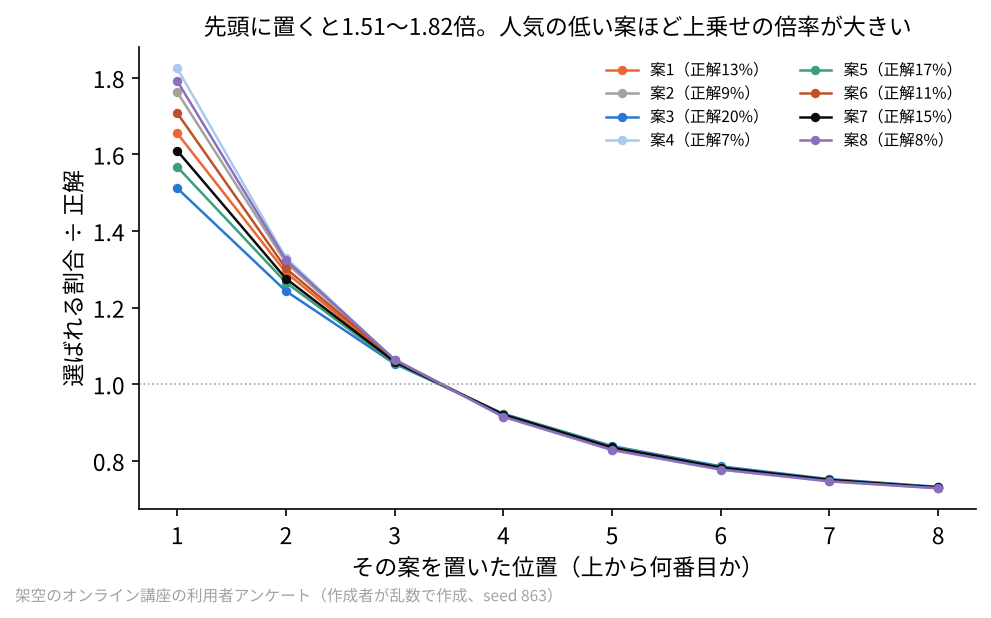 先頭に置くと1.51～1.82倍。人気の低い案ほど上乗せの倍率が大きい
案1（正解13%）
案2（正解9%）
案3（正解20%）
案4（正解7%）
案5（正解17%）
案6（正解11%）
案7（正解15%）
案8（正解8%）
選ばれる割合 ÷ 正解
1.8
1.6
1.4
1.2
1.0
0.8
1 2 3 4 5 6 7 8
その案を置いた位置（上から何番目か）
架空のオンライン講座の利用者アンケート（作成者が乱数で作成、seed 863）